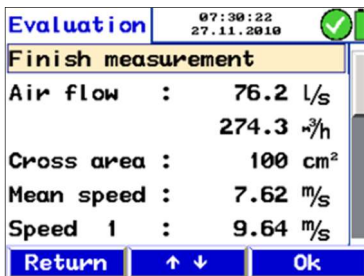 Evaluation
07:30:22
27.11.2010
Finish measurement
Air flow : 76.2 l/s
274.3 m³/h
Cross area : 100 cm²
Mean speed : 7.62 m/s
Speed 1 : 9.64 m/s
Return ↑ ↓ Ok